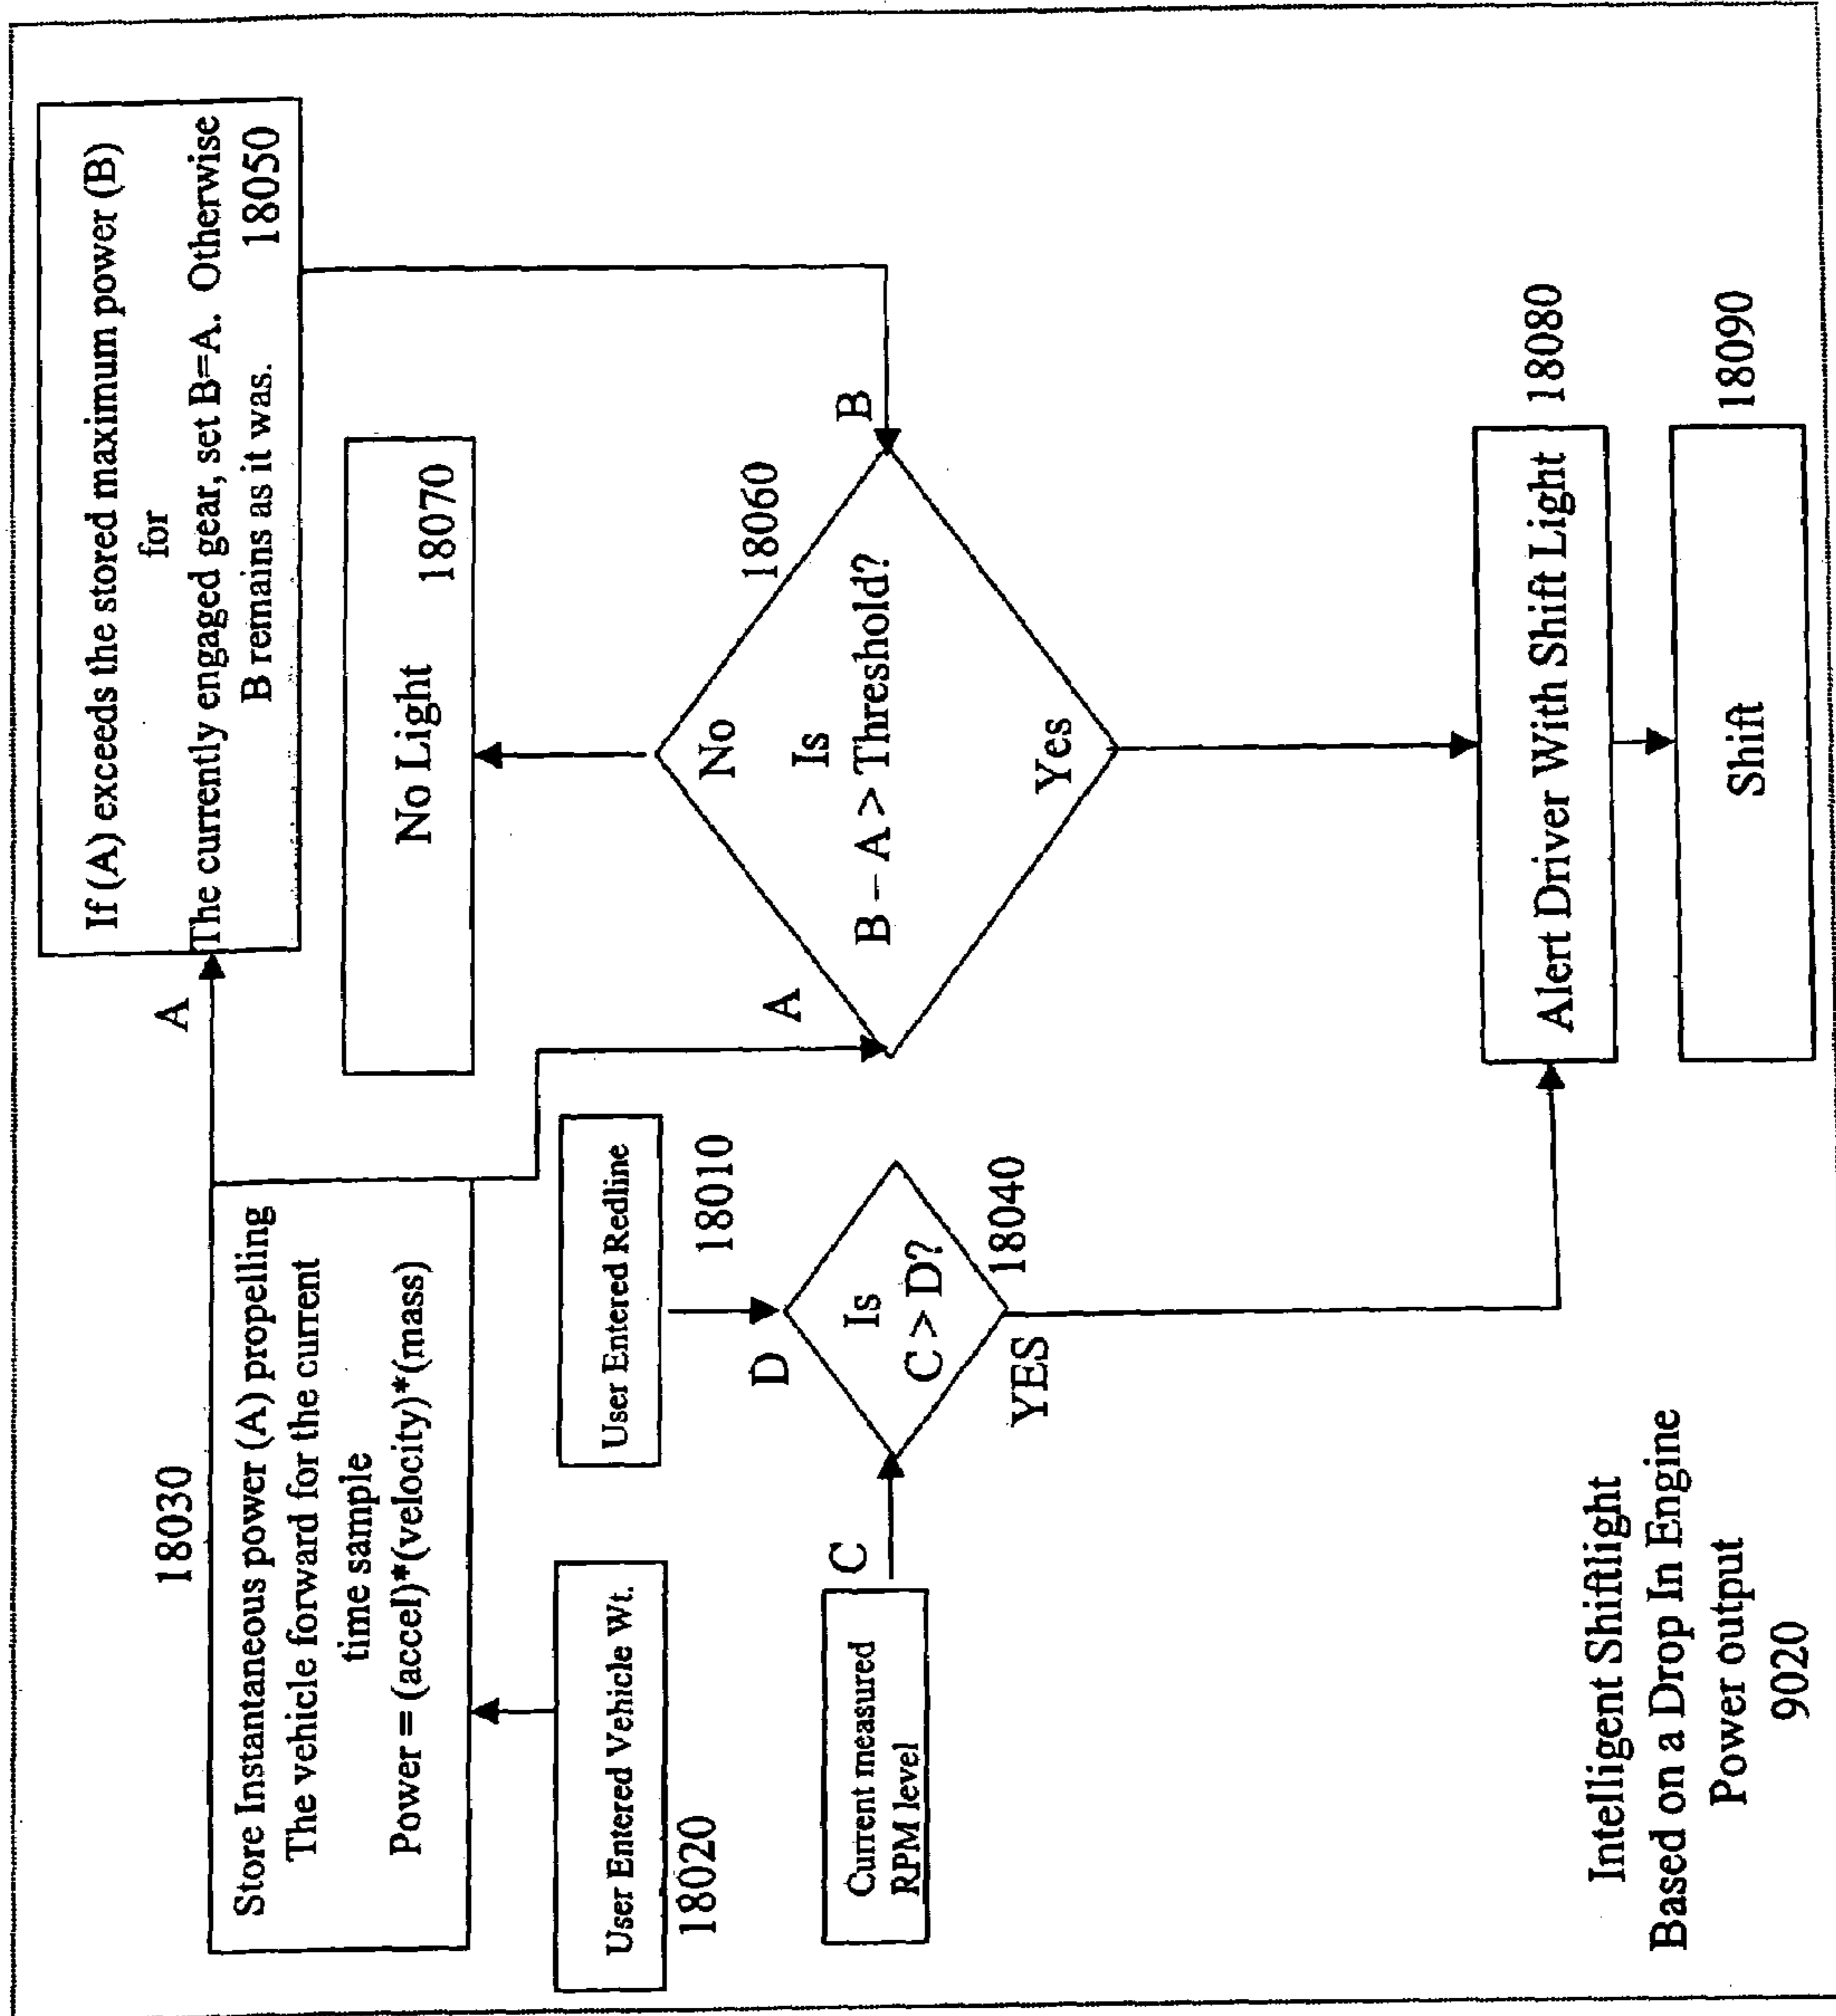 18030
Store Instantaneous power (A) propelling
The vehicle forward for the current
time sample
Power = (accel)*(velocity)*(mass)
A
If (A) exceeds the stored maximum power (B)
for
The currently engaged gear, set B=A. Otherwise
B remains as it was.
18050
No Light
18070
User Entered Vehicle Wt.
18020
User Entered Redline
18010
A
No
18060
Is
B – A > Threshold?
Yes
B
D
Current measured
RPM level
C
Is
C > D?
18040
YES
Alert Driver With Shift Light
18080
Shift
18090
Intelligent Shiftlight
Based on a Drop In Engine
Power output
9020